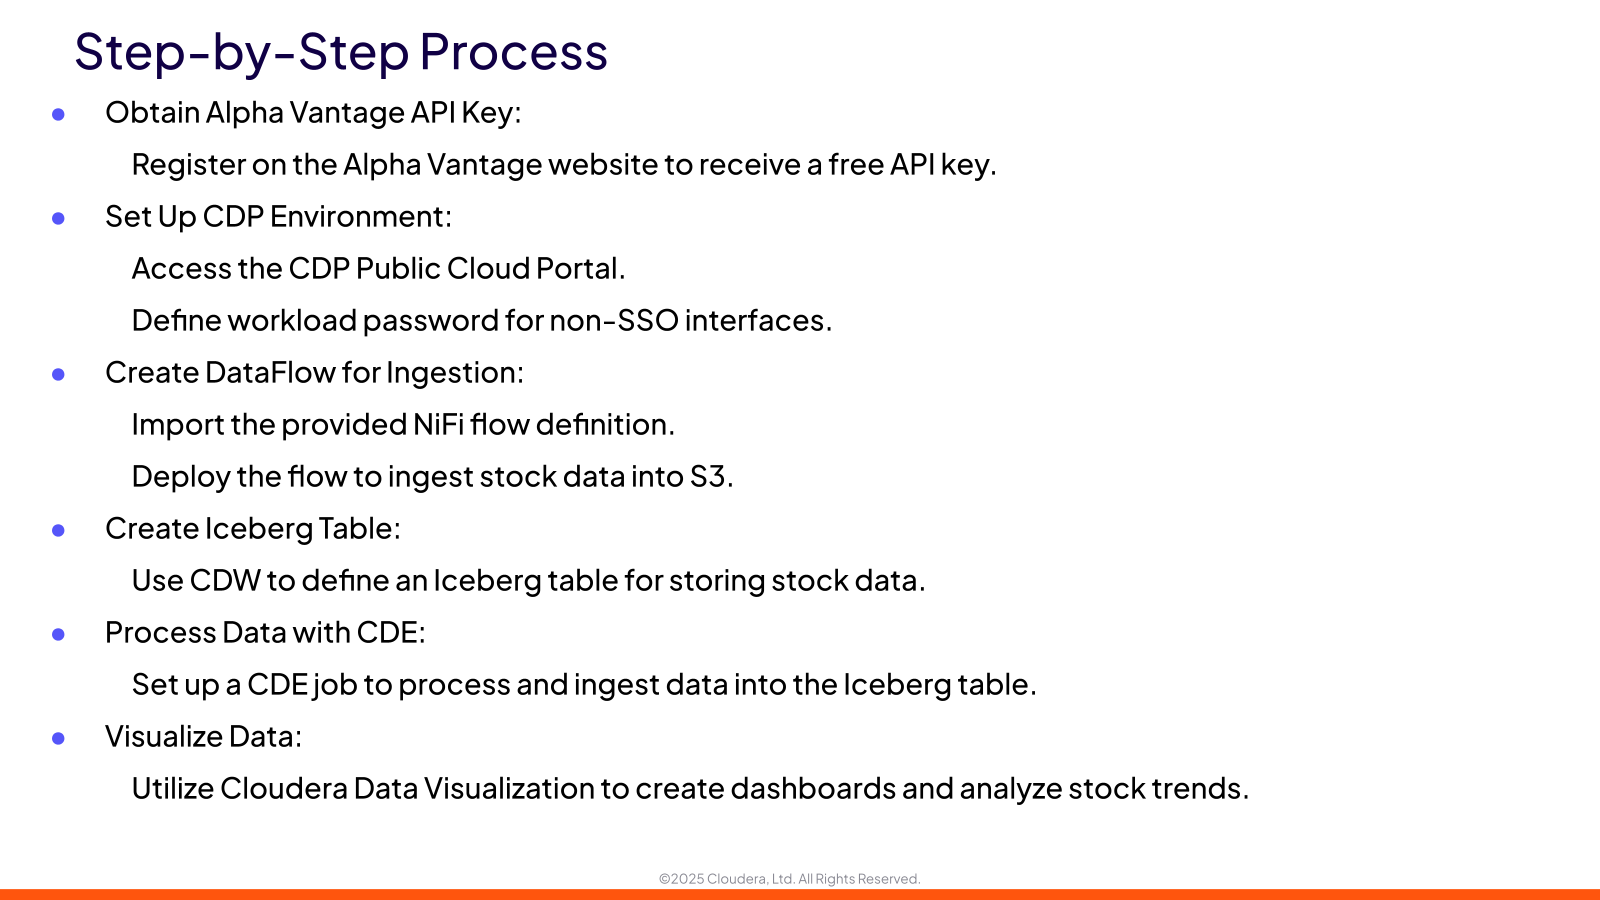 Step-by-Step Process
● Obtain Alpha Vantage API Key:
Register on the Alpha Vantage website to receive a free API key.
● Set Up CDP Environment:
Access the CDP Public Cloud Portal.
Define workload password for non-SSO interfaces.
● Create DataFlow for Ingestion:
Import the provided NiFi flow definition.
Deploy the flow to ingest stock data into S3.
● Create Iceberg Table:
Use CDW to define an Iceberg table for storing stock data.
● Process Data with CDE:
Set up a CDE job to process and ingest data into the Iceberg table.
● Visualize Data:
Utilize Cloudera Data Visualization to create dashboards and analyze stock trends.
©2025 Cloudera, Ltd. All Rights Reserved.